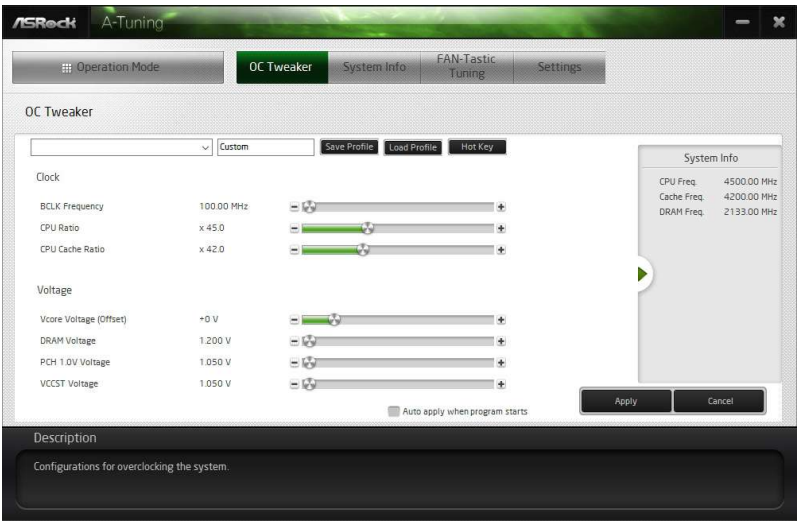 ASRock A-Tuning
Operation Mode
OC Tweaker
System Info
FAN-Tastic
Tuning
Settings
OC Tweaker
Custom
Save Profile
Load Profile
Hot Key
Clock
BCLK Frequency 100.00 MHz
CPU Ratio x 45.0
CPU Cache Ratio x 42.0
Voltage
Vcore Voltage (Offset) +0 V
DRAM Voltage 1.200 V
PCH 1.0V Voltage 1.050 V
VCCST Voltage 1.050 V
Auto apply when program starts
System Info
CPU Freq. 4500.00 MHz
Cache Freq. 4200.00 MHz
DRAM Freq. 2133.00 MHz
Apply
Cancel
Description
Configurations for overclocking the system.